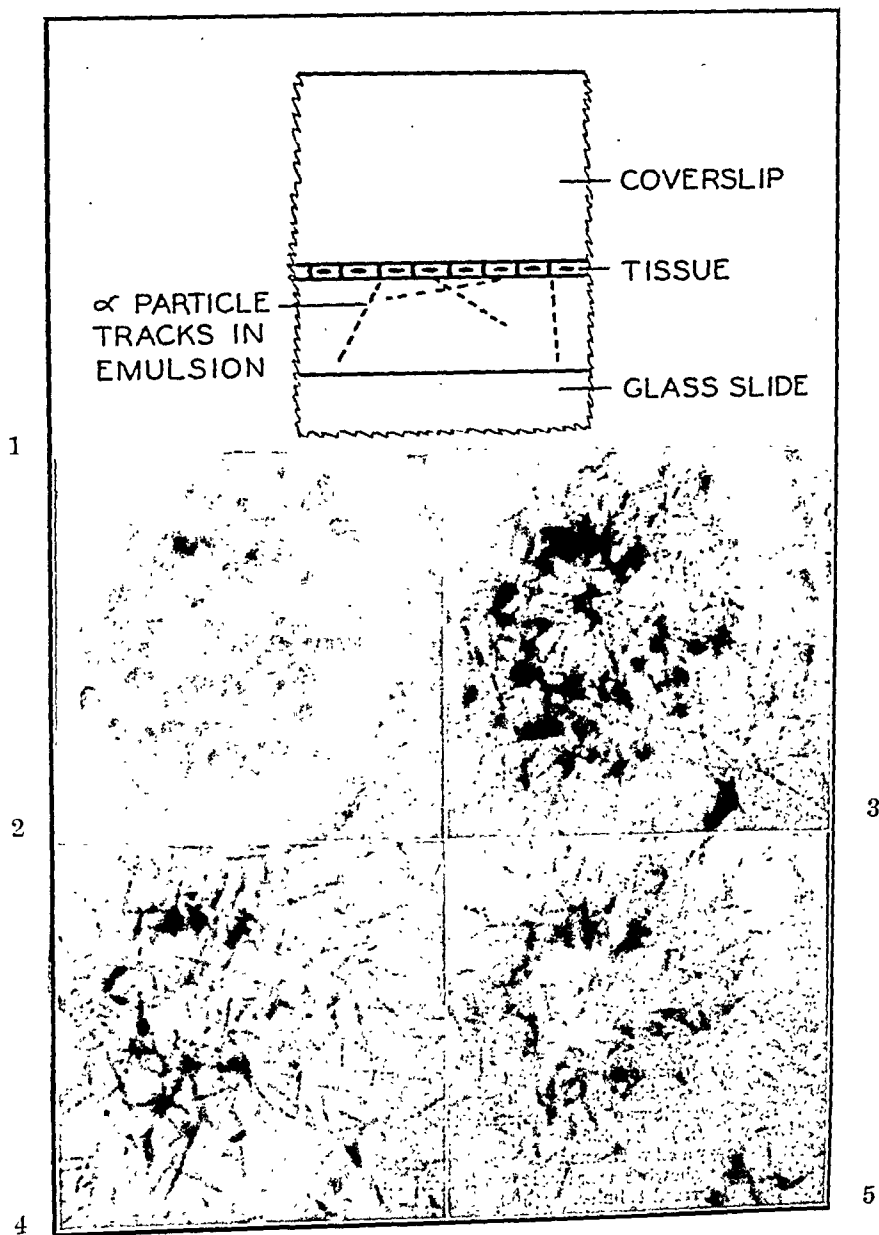 COVERSLIP
TISSUE
∝ PARTICLE
TRACKS IN
EMULSION
GLASS SLIDE
1
2
3
4
5